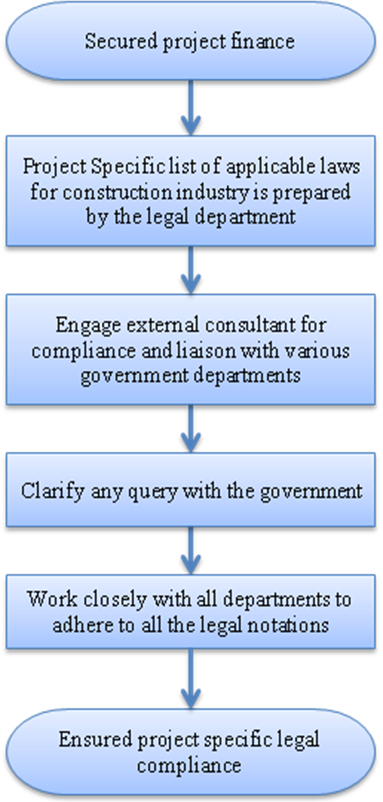 Secured project finance
Project Specific list of applicable laws
for construction industry is prepared
by the legal department
Engage external consultant for
compliance and liaison with various
government departments
Clarify any query with the government
Work closely with all departments to
adhere to all the legal notations
Ensured project specific legal
compliance